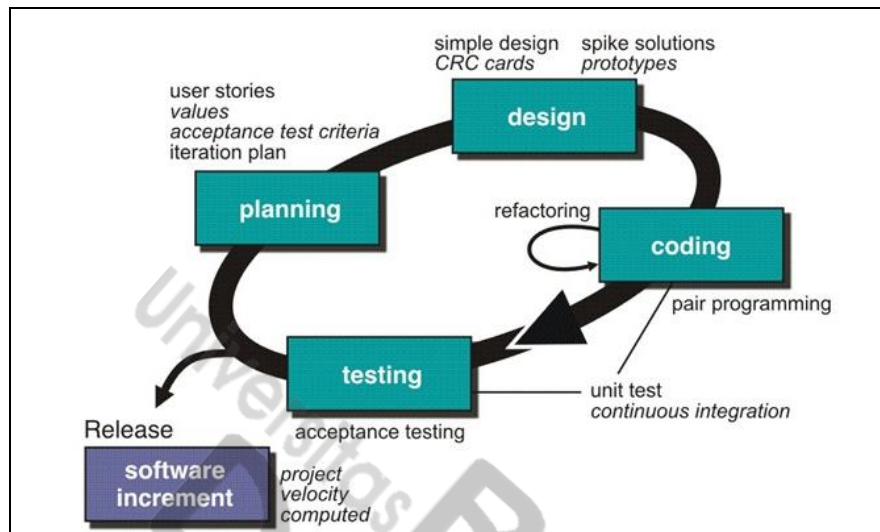 simple design
CRC cards
spike solutions
prototypes
user stories
values
acceptance test criteria
iteration plan
design
planning
refactoring
coding
pair programming
testing
unit test
continuous integration
acceptance testing
Release
software
increment
project
velocity
computed
Universitas